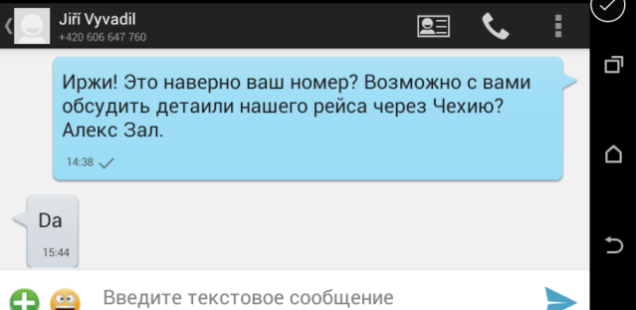 Jiří Vyvadil
+420 606 647 760
Иржи! Это наверно ваш номер? Возможно с вами
обсудить детаили нашего рейса через Чехию?
Алекс Зал.
14:38
Da
15:44
Введите текстовое сообщение